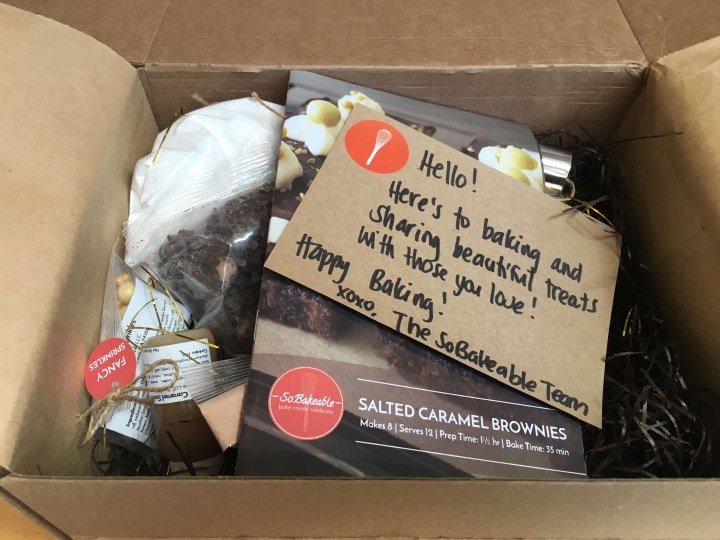 Hello!
Here's to baking and
sharing beautiful treats
with those you love!
Happy Baking!
xoxo, The SoBakeable Team
SoBakeable
bake·create·celebrate
SALTED CARAMEL BROWNIES
Makes 8 | Serves 12 | Prep Time: 1½ hr | Bake Time: 35 min
FANCY
SPRINKLES